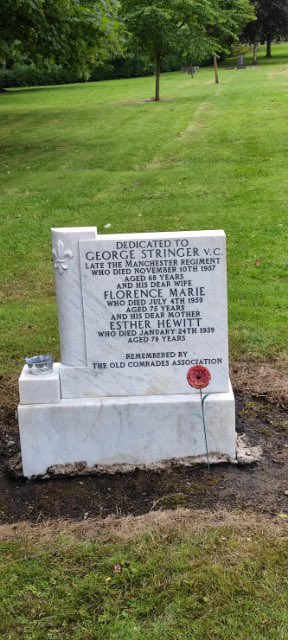 DEDICATED TO
GEORGE STRINGER V.C.
LATE THE MANCHESTER REGIMENT
WHO DIED NOVEMBER 10TH 1957
AGED 68 YEARS
AND HIS DEAR WIFE
FLORENCE MARIE
WHO DIED JULY 4TH 1959
AGED 75 YEARS
AND HIS DEAR MOTHER
ESTHER HEWITT
WHO DIED JANUARY 24TH 1939
AGED 78 YEARS
REMEMBERED BY
THE OLD COMRADES ASSOCIATION